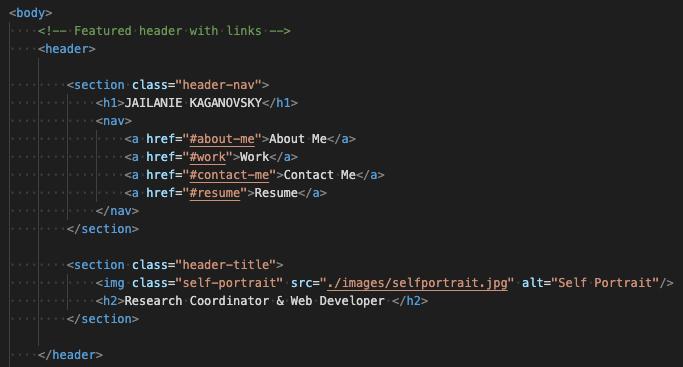 <body>
<!-- Featured header with links -->
<header>
<section class="header-nav">
<h1>JAILANIE KAGANOVSKY</h1>
<nav>
<a href="#about-me">About Me</a>
<a href="#work">Work</a>
<a href="#contact-me">Contact Me</a>
<a href="#resume">Resume</a>
</nav>
</section>
<section class="header-title">
<img class="self-portrait" src="./images/selfportrait.jpg" alt="Self Portrait"/>
<h2>Research Coordinator & Web Developer </h2>
</section>
</header>